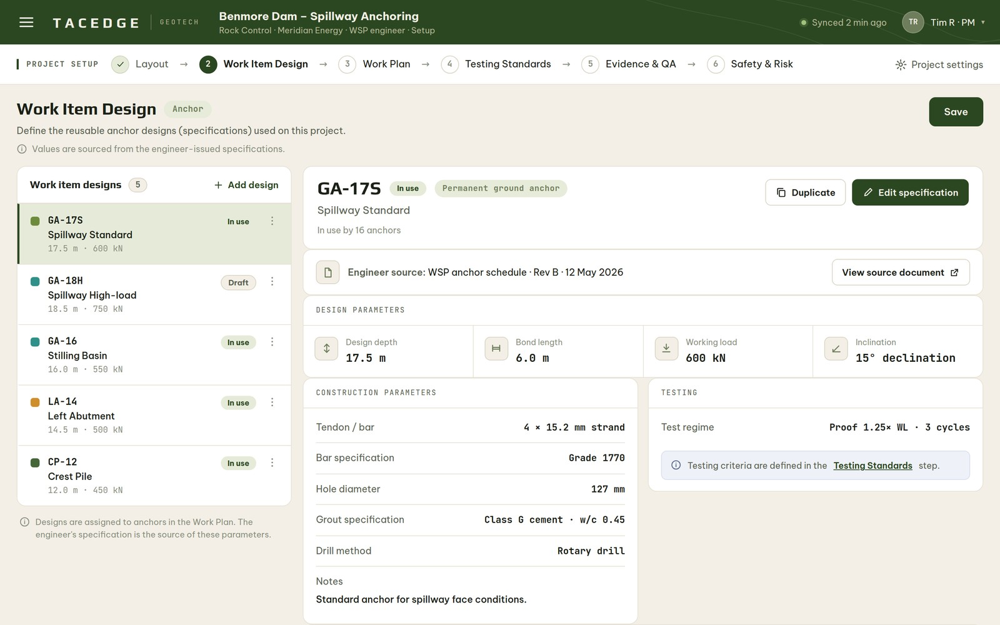 TACEDGE
GEOTECH
Benmore Dam – Spillway Anchoring
Rock Control · Meridian Energy · WSP engineer · Setup
Synced 2 min ago
TR
Tim R · PM
PROJECT SETUP
Layout
2 Work Item Design
3 Work Plan
4 Testing Standards
5 Evidence & QA
6 Safety & Risk
Project settings
Work Item Design
Anchor
Define the reusable anchor designs (specifications) used on this project.
Values are sourced from the engineer-issued specifications.
Save
Work item designs 5
Add design
GA-17S
In use
Spillway Standard
17.5 m · 600 kN
GA-18H
Draft
Spillway High-load
18.5 m · 750 kN
GA-16
In use
Stilling Basin
16.0 m · 550 kN
LA-14
In use
Left Abutment
14.5 m · 500 kN
CP-12
In use
Crest Pile
12.0 m · 450 kN
Designs are assigned to anchors in the Work Plan. The
engineer's specification is the source of these parameters.
GA-17S
In use
Permanent ground anchor
Duplicate
Edit specification
Spillway Standard
In use by 16 anchors
Engineer source: WSP anchor schedule · Rev B · 12 May 2026
View source document
DESIGN PARAMETERS
Design depth
17.5 m
Bond length
6.0 m
Working load
600 kN
Inclination
15° declination
CONSTRUCTION PARAMETERS
Tendon / bar
4 × 15.2 mm strand
Bar specification
Grade 1770
Hole diameter
127 mm
Grout specification
Class G cement · w/c 0.45
Drill method
Rotary drill
Notes
Standard anchor for spillway face conditions.
TESTING
Test regime
Proof 1.25× WL · 3 cycles
Testing criteria are defined in the Testing Standards step.